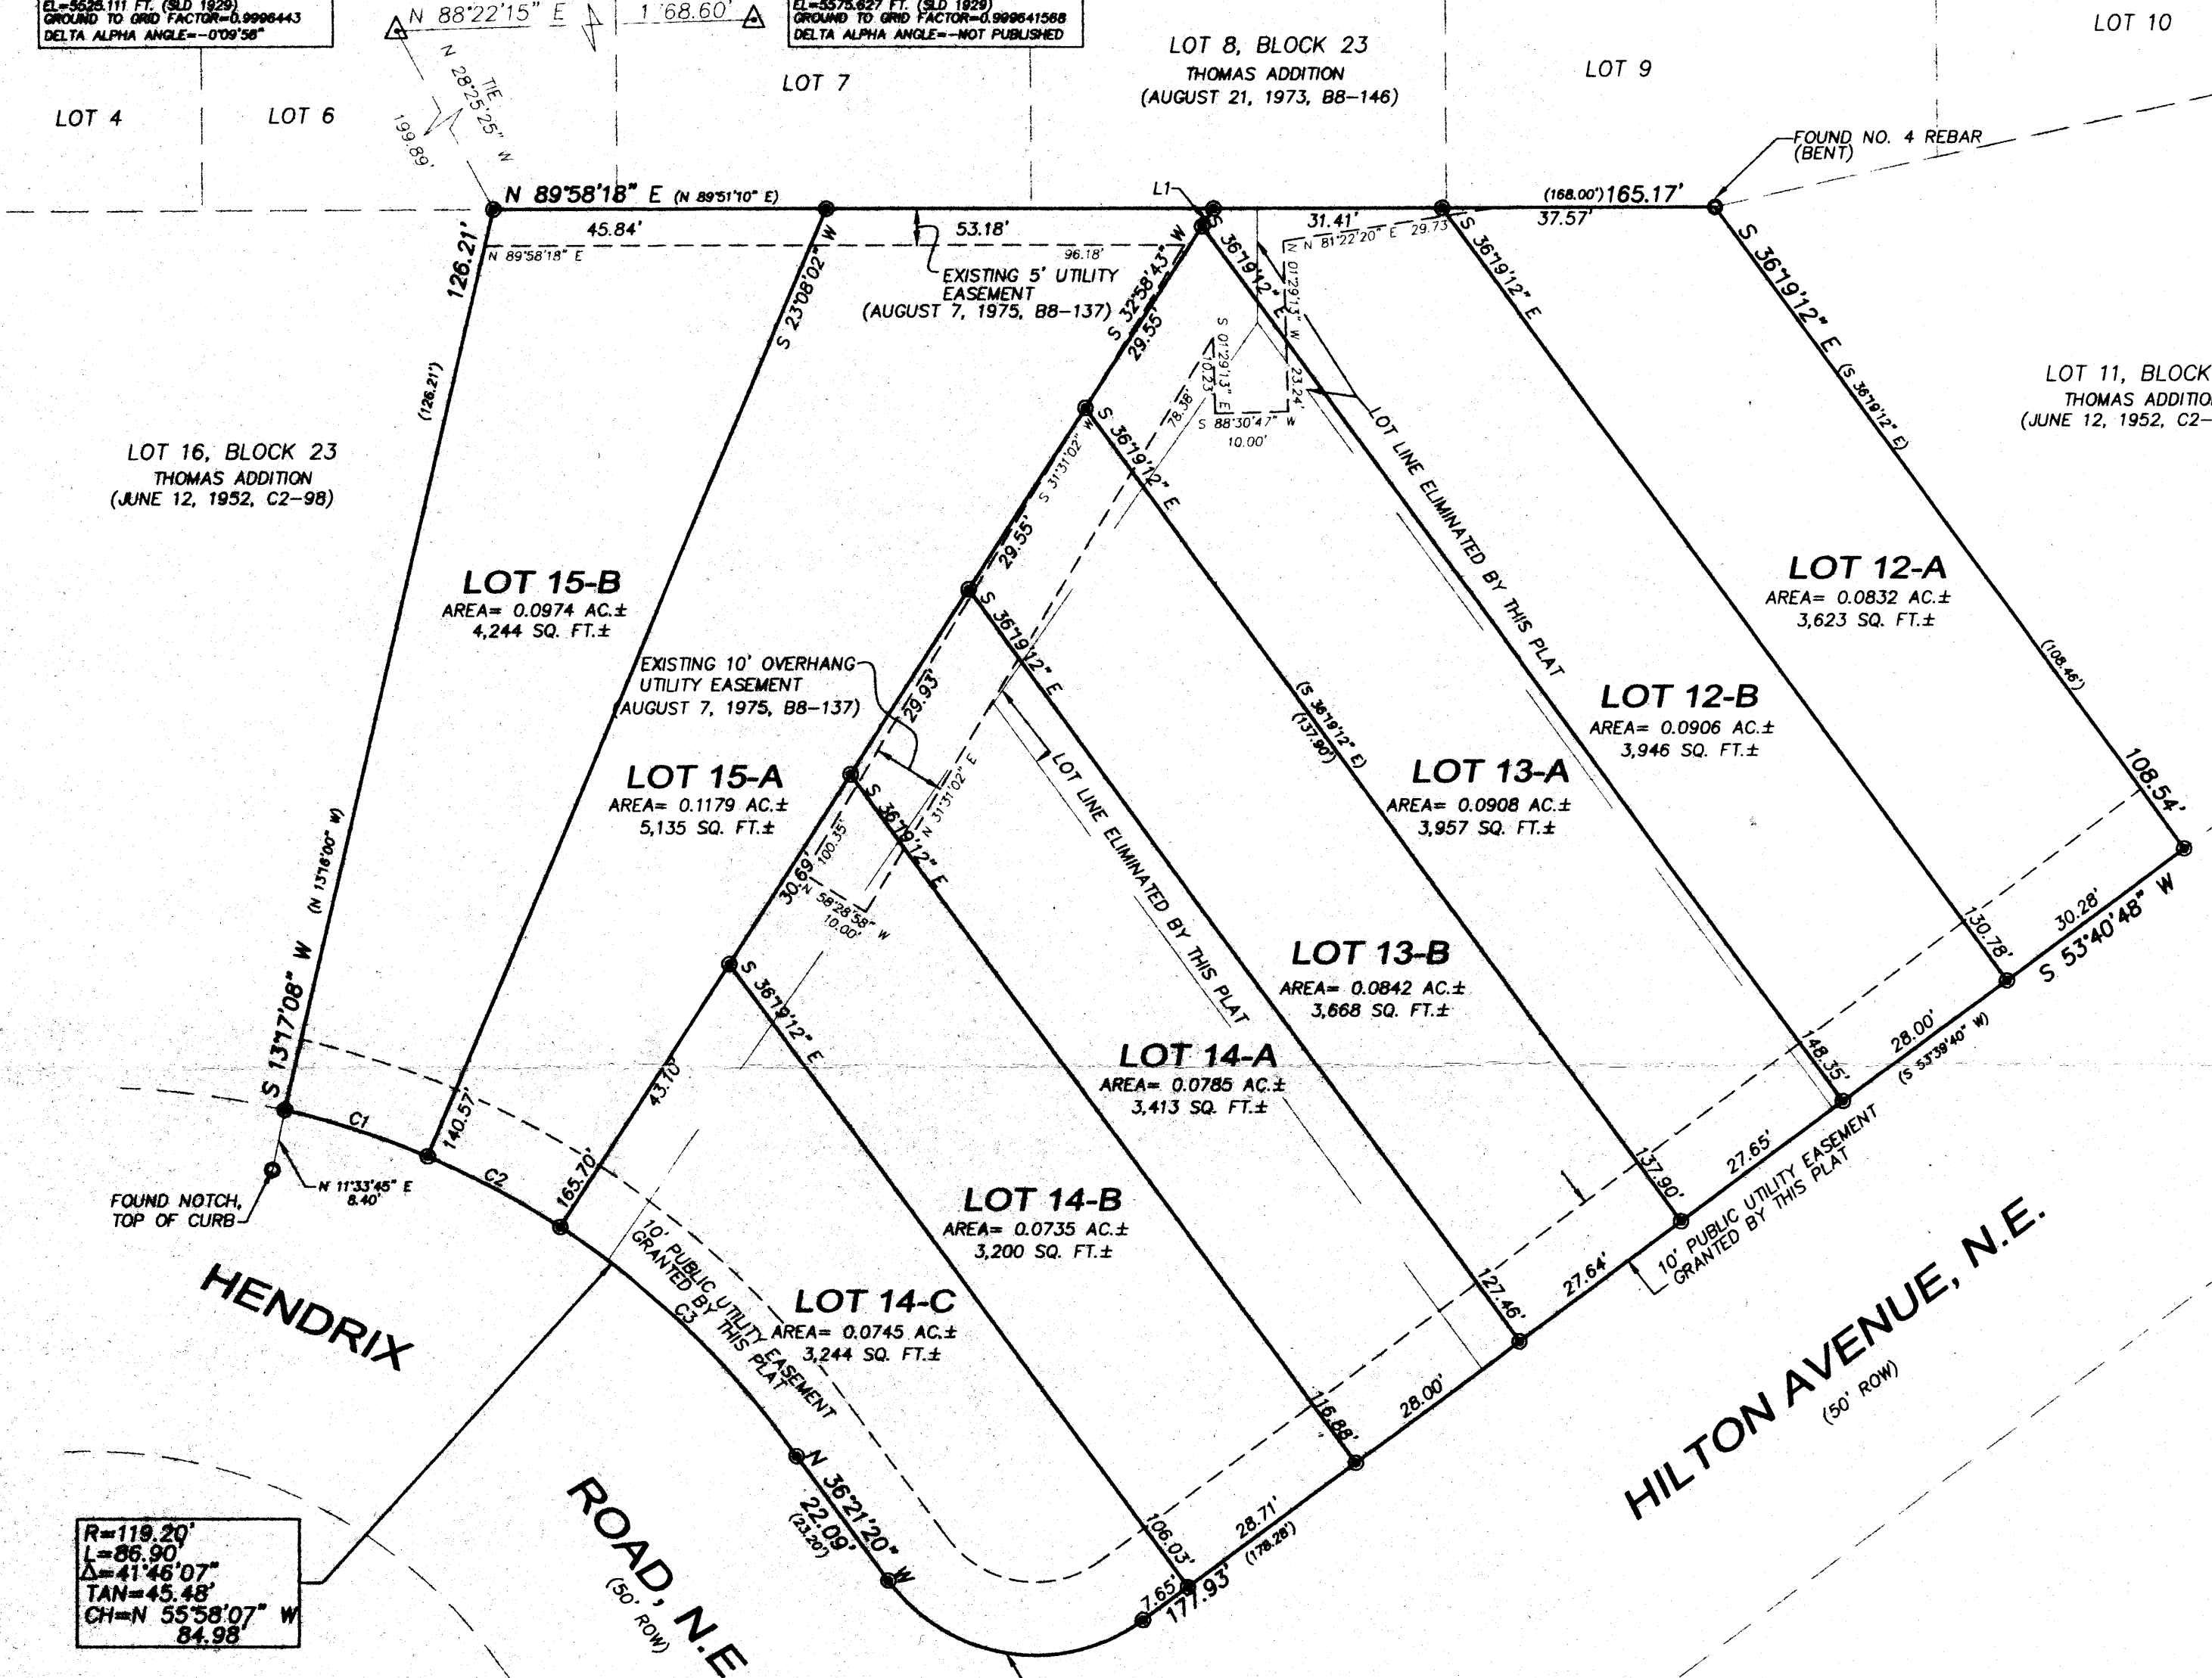 EL=5625.111 FT. (SLD 1929)
GROUND TO GRID FACTOR=0.9996443
DELTA ALPHA ANGLE=-0°09'58"
N 88°22'15" E
EL=5575.627 FT. (SLD 1929)
GROUND TO GRID FACTOR=0.999641568
DELTA ALPHA ANGLE=-NOT PUBLISHED
LOT 10
LOT 8, BLOCK 23
THOMAS ADDITION
(AUGUST 21, 1973, B8-146)
LOT 9
LOT 7
LOT 4
LOT 6
TIE
N 28°25'25" W
199.89'
FOUND NO. 4 REBAR
(BENT)
N 89°58'18" E (N 89°51'10" E)
L1
(168.00') 165.17'
45.84'
53.18'
31.41'
37.57'
N 89°58'18" E
96.18'
N 81°22'20" E 29.73
EXISTING 5' UTILITY
EASEMENT
(AUGUST 7, 1975, B8-137)
126.21'
(126.21')
S 23°08'02" W
S 32°58'43" W
29.55'
S 36°19'12" E
S 36°19'12" E
S 36°19'12" E
(S 36°19'12" E)
N 01°29'13" W
23.24'
S 01°29'13" E
10.23'
S 88°30'47" W
10.00'
78.38'
S 31°31'02" W
S 36°19'12" E
LOT 11, BLOCK
THOMAS ADDITIO
(JUNE 12, 1952, C2-
LOT 16, BLOCK 23
THOMAS ADDITION
(JUNE 12, 1952, C2-98)
LOT LINE ELIMINATED BY THIS PLAT
29.55'
LOT 15-B
AREA= 0.0974 AC.±
4,244 SQ. FT.±
LOT 12-A
AREA= 0.0832 AC.±
3,623 SQ. FT.±
S 36°19'12" E
EXISTING 10' OVERHANG
UTILITY EASEMENT
(AUGUST 7, 1975, B8-137)
29.93'
(S 36°19'12" E)
(137.90')
(108.46')
108.54'
LOT 12-B
AREA= 0.0906 AC.±
3,946 SQ. FT.±
LOT 15-A
AREA= 0.1179 AC.±
5,135 SQ. FT.±
LOT 13-A
AREA= 0.0908 AC.±
3,957 SQ. FT.±
S 36°19'12" E
N 31°31'02" E
LOT LINE ELIMINATED BY THIS PLAT
100.35'
30.69'
N 58°28'58" W
10.00'
S 13°17'08" W (N 13°16'00" W)
S 36°19'12" E
LOT 13-B
AREA= 0.0842 AC.±
3,668 SQ. FT.±
130.78'
30.28'
S 53°40'48" W
28.00'
(S 53°39'40" W)
148.35'
LOT 14-A
AREA= 0.0785 AC.±
3,413 SQ. FT.±
43.10'
140.57'
165.70'
C1
C2
N 11°33'45" E
8.40'
FOUND NOTCH,
TOP OF CURB
137.90'
27.65'
10' PUBLIC UTILITY EASEMENT
GRANTED BY THIS PLAT
LOT 14-B
AREA= 0.0735 AC.±
3,200 SQ. FT.±
127.46'
27.64'
HENDRIX
10' PUBLIC UTILITY EASEMENT
GRANTED BY THIS PLAT
C3
LOT 14-C
AREA= 0.0745 AC.±
3,244 SQ. FT.±
116.88'
28.00'
HILTON AVENUE, N.E.
(50' ROW)
N 36°21'20" W
22.09'
(23.20')
106.03'
28.71'
(178.28')
7.65'
177.93'
ROAD, N.E
(50' ROW)
R=119.20'
L=86.90'
Δ=41°46'07"
TAN=45.48'
CH=N 55°58'07" W
84.98'